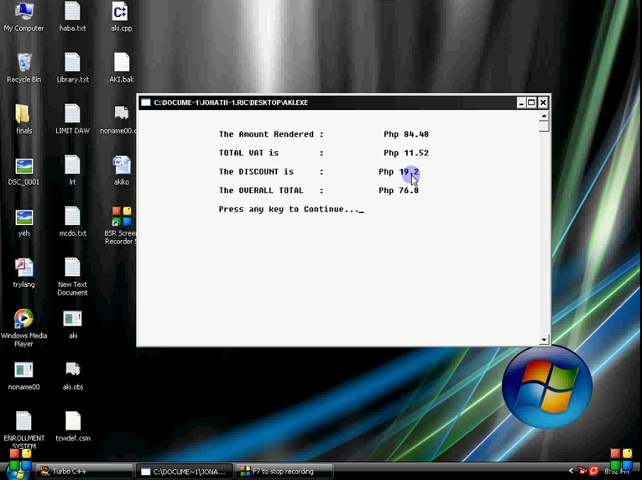 My Computer
haba.txt
aki.cpp
Recycle Bin
Library.txt
AKI.bak
finals
LIMIT DAW
noname00.c
DSC_0001
lrt
akiko
yeh
mcdo.txt
BSR Screen
Recorder 5
trylang
New Text
Document
Windows Media
Player
aki
noname00
aki.obj
ENROLLMENT
SYSTEM
tcwdef.csm
C:\DOCUME~1\JONATH~1.RIC\DESKTOP\AKI.EXE
The Amount Rendered : Php 84.48
TOTAL VAT is : Php 11.52
The DISCOUNT is : Php 19.2
The OVERALL TOTAL : Php 76.8
Press any key to Continue..._
Turbo C++
C:\DOCUME~1\JONA...
F7 to stop recording